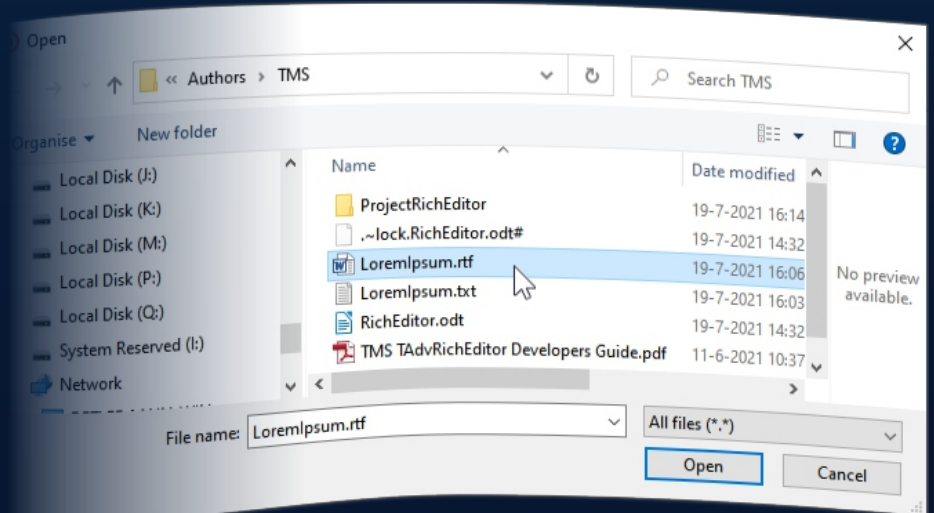 Open
« Authors > TMS
Search TMS
Organise
New folder
Local Disk (J:)
Local Disk (K:)
Local Disk (M:)
Local Disk (P:)
Local Disk (Q:)
System Reserved (I:)
Network
Name
Date modified
ProjectRichEditor
19-7-2021 16:14
.~lock.RichEditor.odt#
19-7-2021 14:32
LoremIpsum.rtf
19-7-2021 16:06
LoremIpsum.txt
19-7-2021 16:03
RichEditor.odt
19-7-2021 14:32
TMS TAdvRichEditor Developers Guide.pdf
11-6-2021 10:37
No preview
available.
File name:
LoremIpsum.rtf
All files (*.*)
Open
Cancel